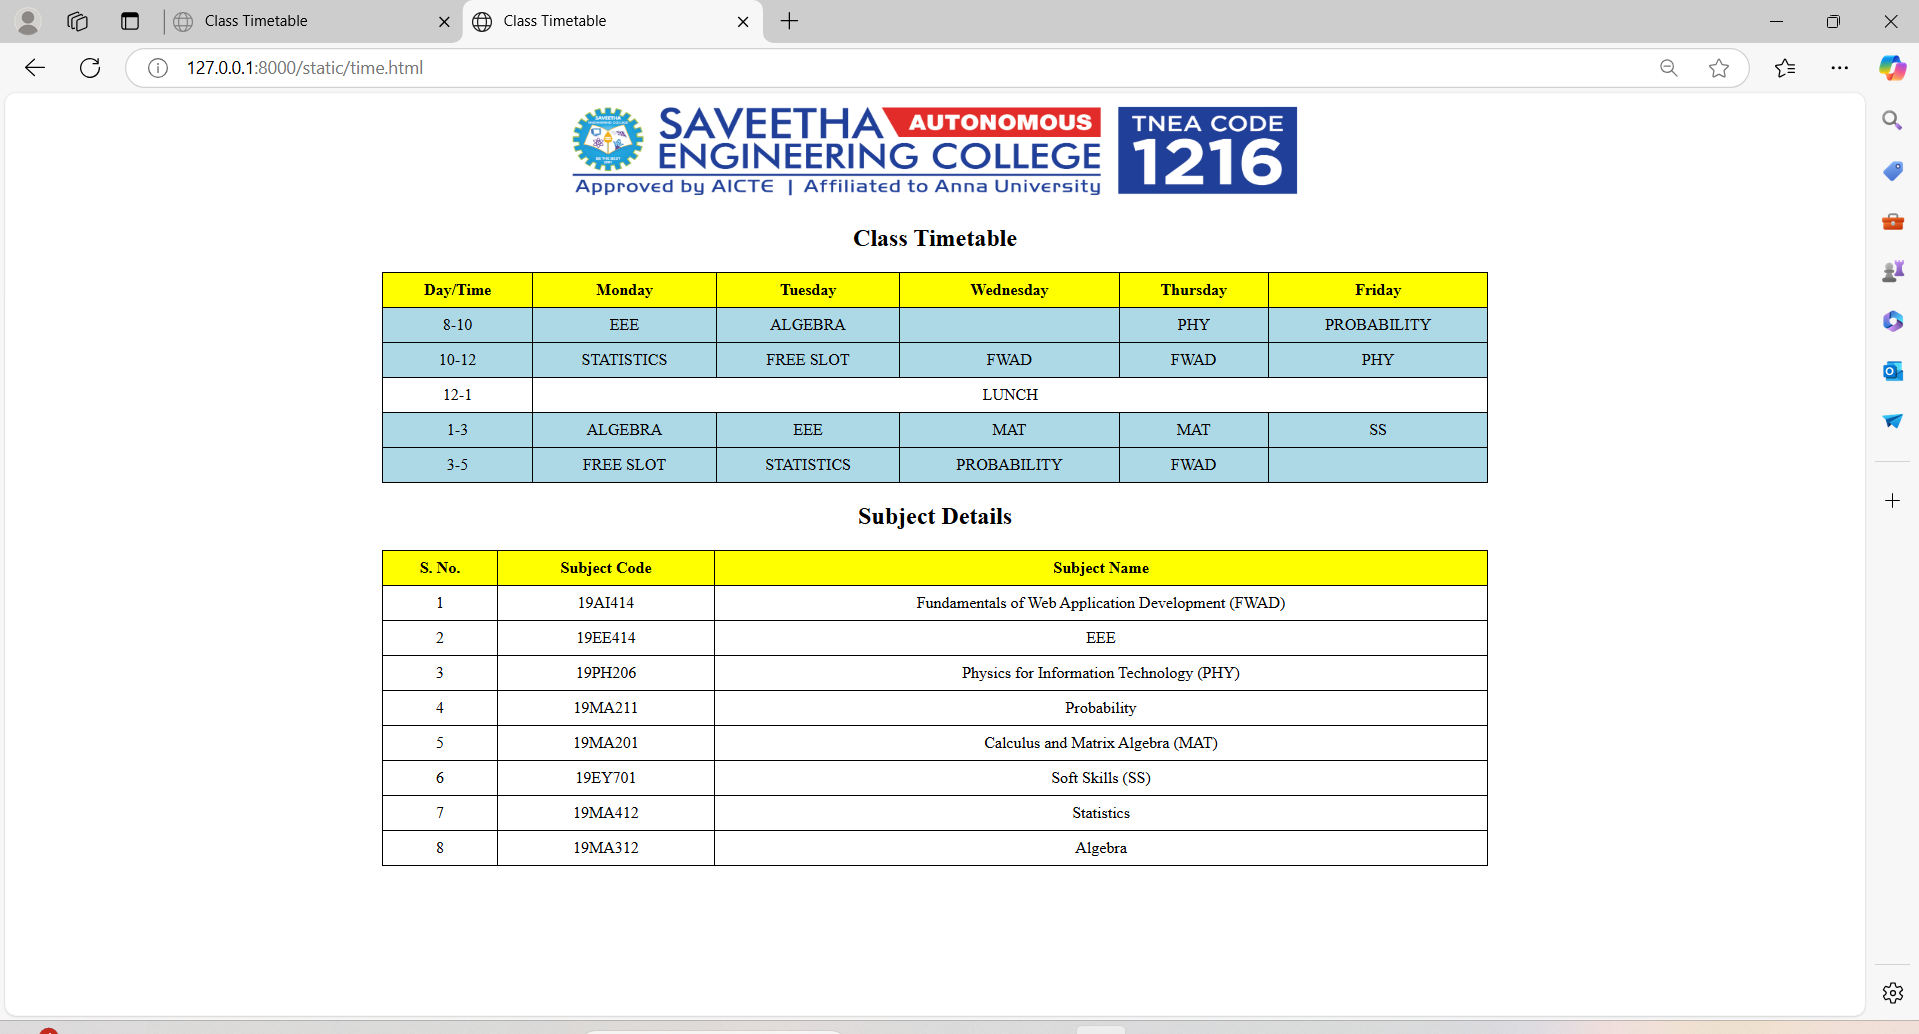 Class Timetable
Class Timetable
127.0.0.1:8000/static/time.html
SAVEETHA AUTONOMOUS
ENGINEERING COLLEGE
Approved by AICTE | Affiliated to Anna University
TNEA CODE
1216
Class Timetable
Day/Time Monday Tuesday Wednesday Thursday Friday
8-10 EEE ALGEBRA PHY PROBABILITY
10-12 STATISTICS FREE SLOT FWAD FWAD PHY
12-1 LUNCH
1-3 ALGEBRA EEE MAT MAT SS
3-5 FREE SLOT STATISTICS PROBABILITY FWAD
Subject Details
S. No. Subject Code Subject Name
1 19AI414 Fundamentals of Web Application Development (FWAD)
2 19EE414 EEE
3 19PH206 Physics for Information Technology (PHY)
4 19MA211 Probability
5 19MA201 Calculus and Matrix Algebra (MAT)
6 19EY701 Soft Skills (SS)
7 19MA412 Statistics
8 19MA312 Algebra